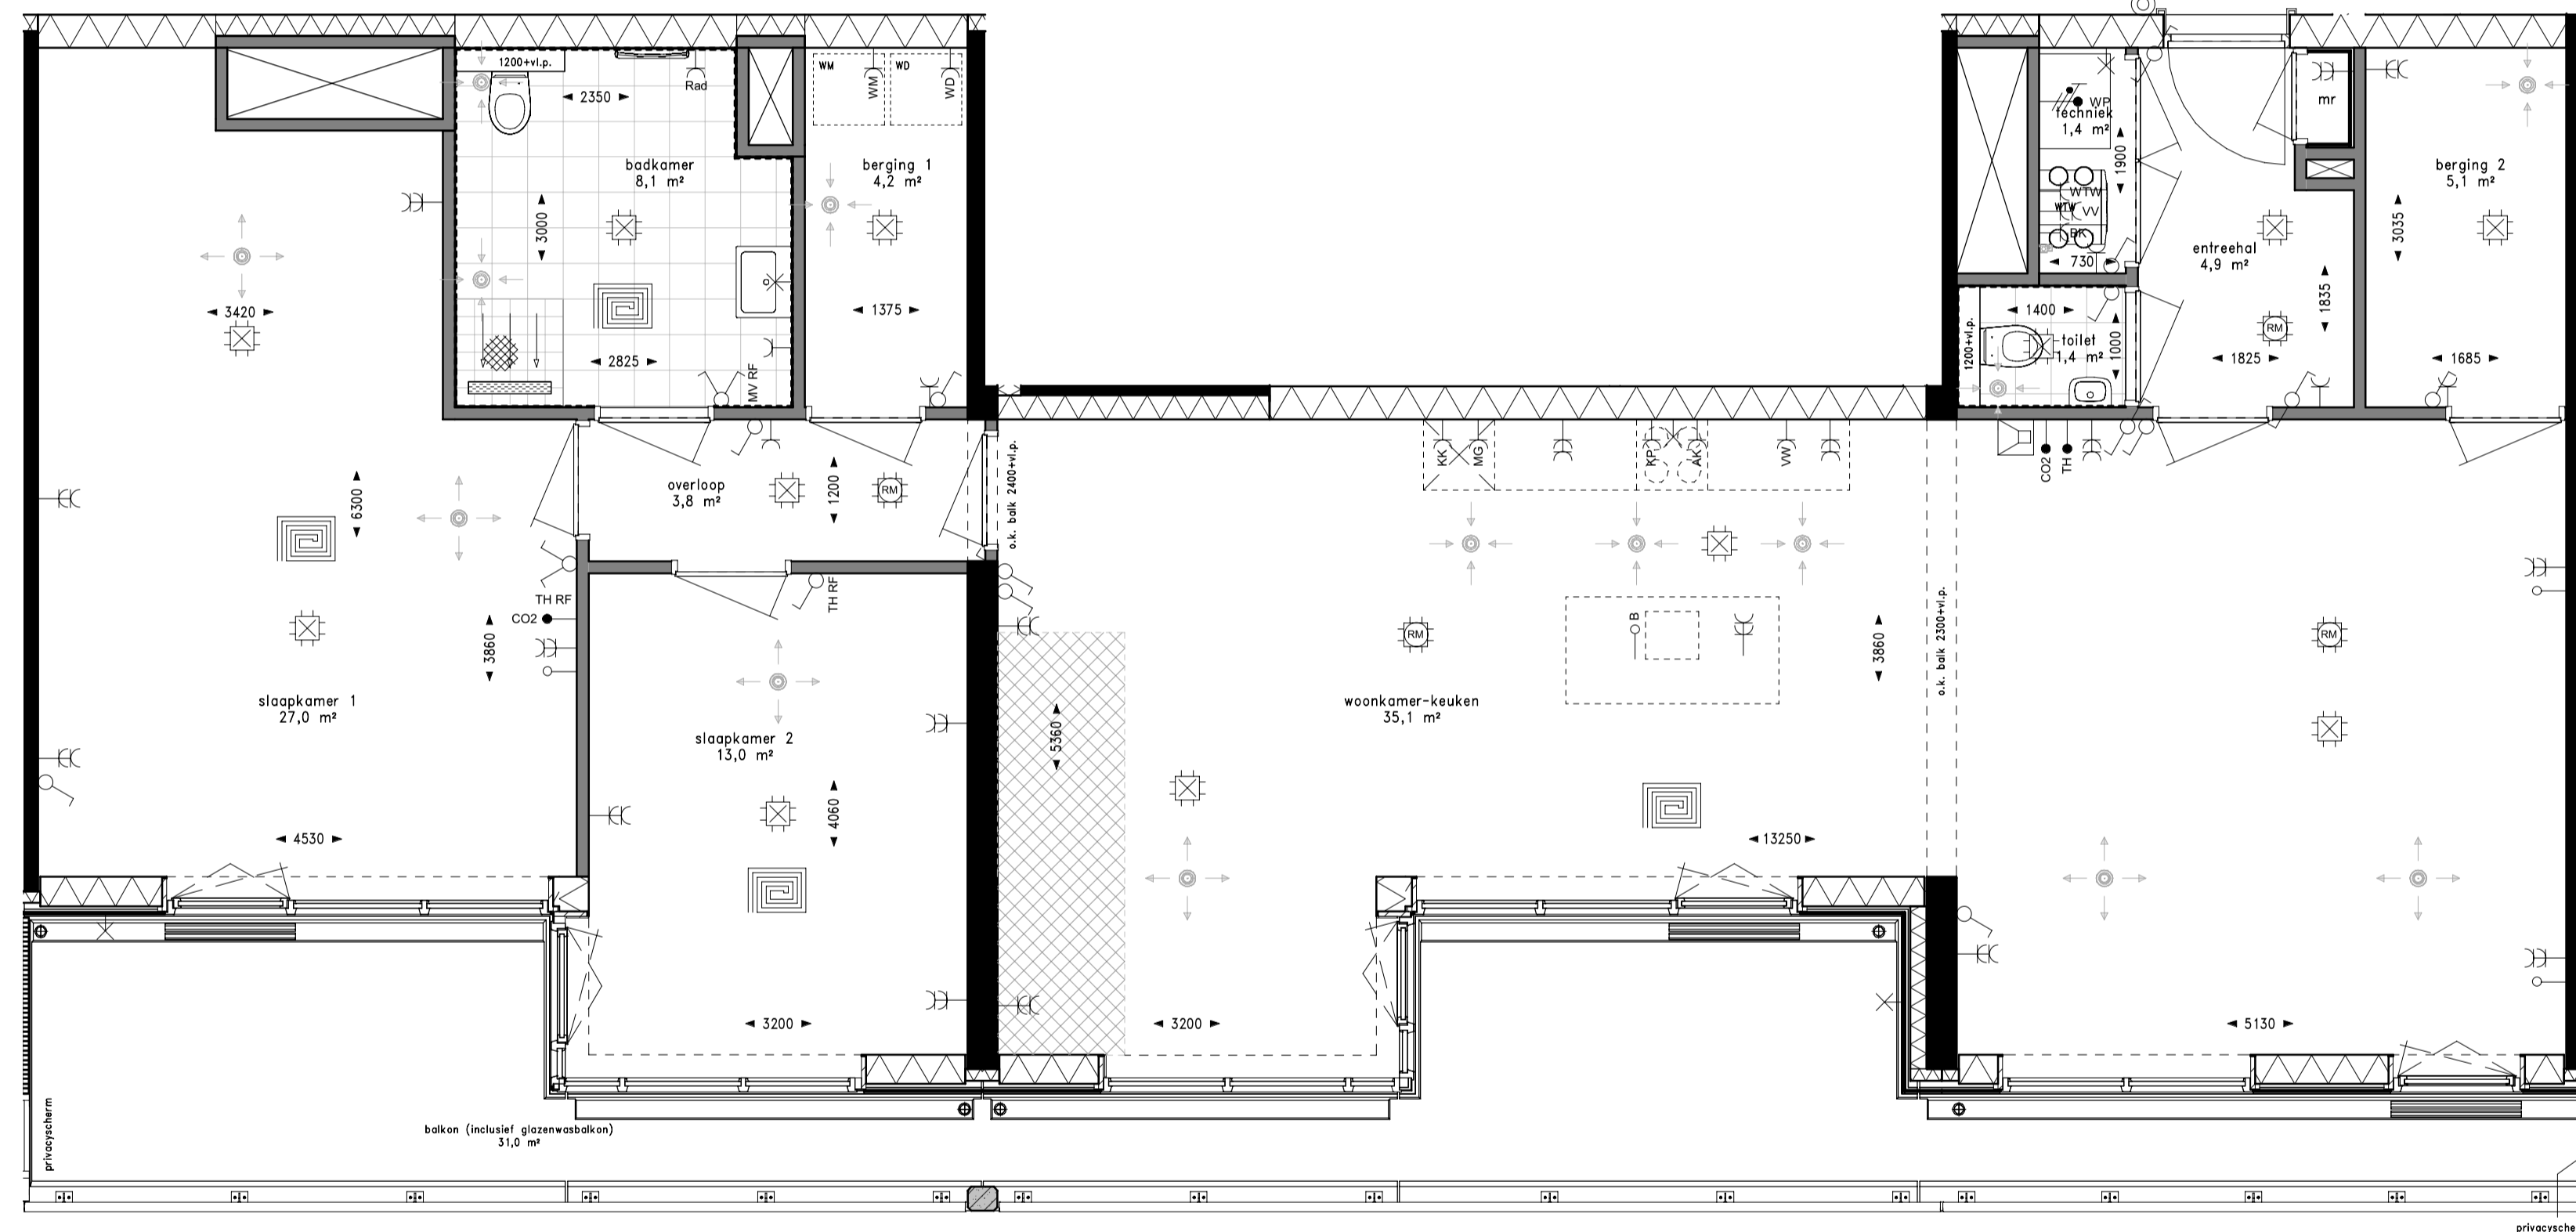 1200+vl.p.
2350
Rad
badkamer
8,1 m²
3000
2825
MV RF
WM
WM
WD
WD
berging 1
4,2 m²
1375
3420
6300
TH RF
CO2
3860
slaapkamer 1
27,0 m²
4530
overloop
3,8 m²
1200
RM
o.k. balk 2400+vl.p.
TH RF
slaapkamer 2
13,0 m²
4060
3200
KK
MG
KP
AK
VW
RM
B
3860
woonkamer-keuken
35,1 m²
5360
13250
3200
o.k. balk 2300+vl.p.
WP
techniek
1,4 m²
1900
WTW
WTW
VV
BK
730
1200+vl.p.
1400
toilet
1,4 m²
1000
CO2
TH
mr
entreehal
4,9 m²
1835
RM
1825
berging 2
5,1 m²
3035
1685
RM
5130
privacyscherm
balkon (inclusief glazenwasbalkon)
31,0 m²
privacysche